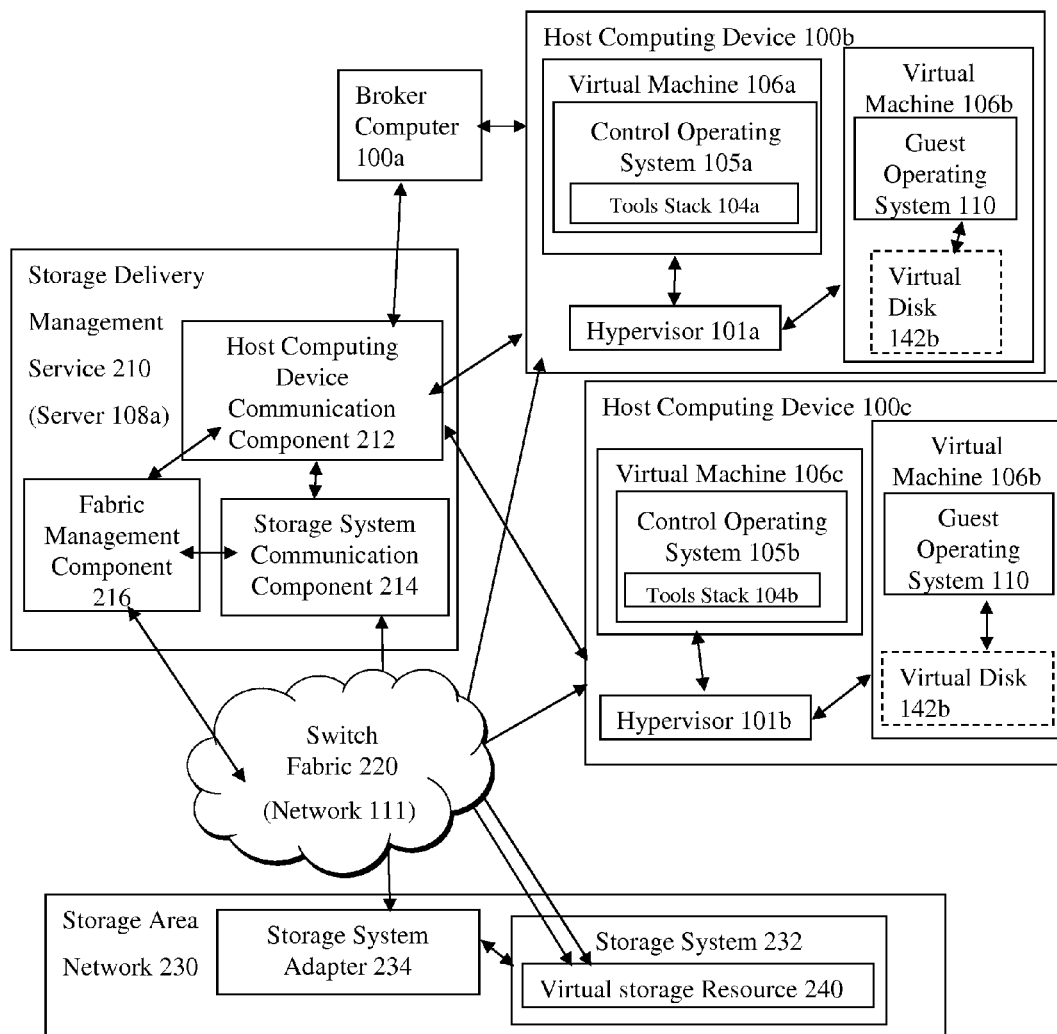 Host Computing Device 100b
Virtual Machine 106a
Control Operating
System 105a
Tools Stack 104a
Hypervisor 101a
Virtual
Machine 106b
Guest
Operating
System 110
Virtual
Disk
142b
Broker
Computer
100a
Storage Delivery
Management
Service 210
(Server 108a)
Host Computing
Device
Communication
Component 212
Fabric
Management
Component
216
Storage System
Communication
Component 214
Host Computing Device 100c
Virtual Machine 106c
Control Operating
System 105b
Tools Stack 104b
Hypervisor 101b
Virtual
Machine 106b
Guest
Operating
System 110
Virtual Disk
142b
Switch
Fabric 220
(Network 111)
Storage Area
Network 230
Storage System
Adapter 234
Storage System 232
Virtual storage Resource 240